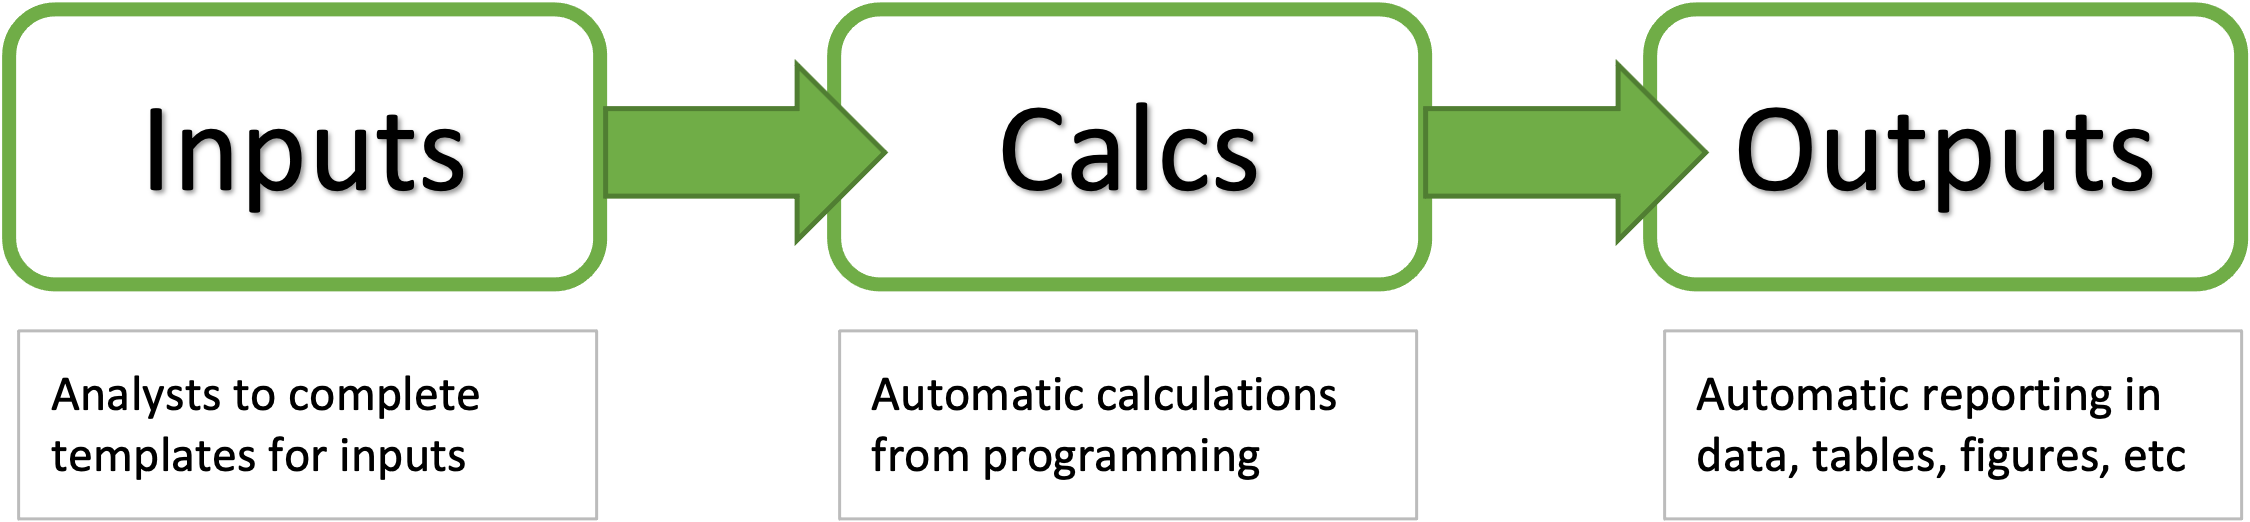 Inputs
Calcs
Outputs
Analysts to complete
templates for inputs
Automatic calculations
from programming
Automatic reporting in
data, tables, figures, etc